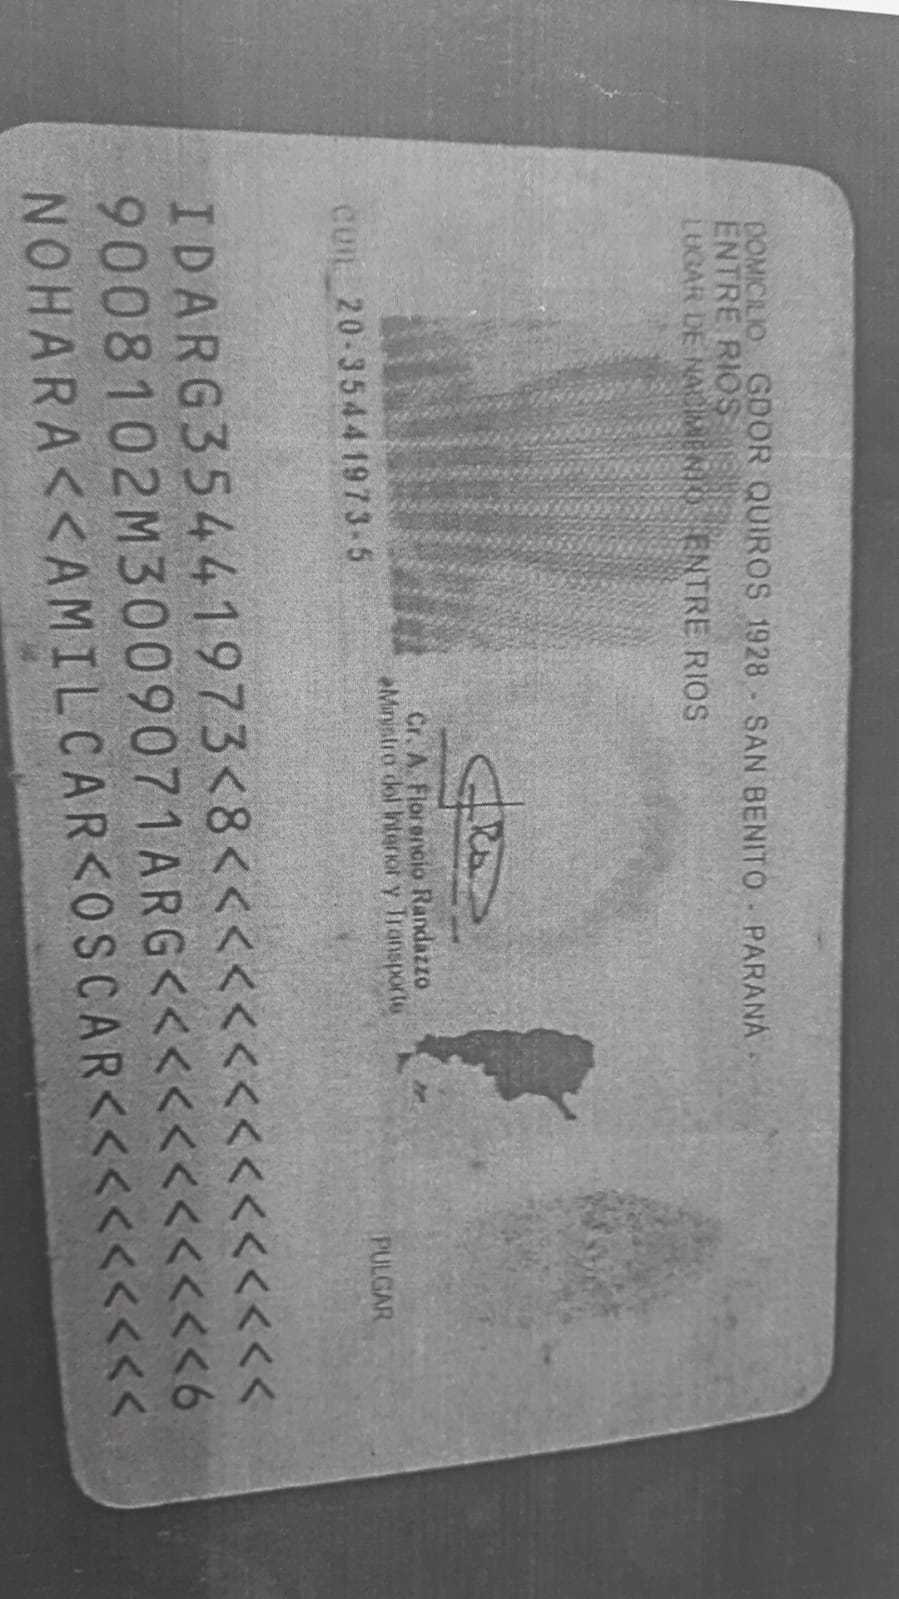 DOMICILIO GDOR QUIROS 1928 - SAN BENITO - PARANÁ -
ENTRE RIOS
LUGAR DE NACIMIENTO ENTRE RIOS
Cr. A. Florencio Randazzo
Ministro del Interior y Transporte
PULGAR
CUIL 20-35441973-5
IDARG35441973<8<<<<<<<<<<<<<<<
9008102M3009071ARG<<<<<<<<<<<6
NOHARA<<AMILCAR<OSCAR<<<<<<<<<